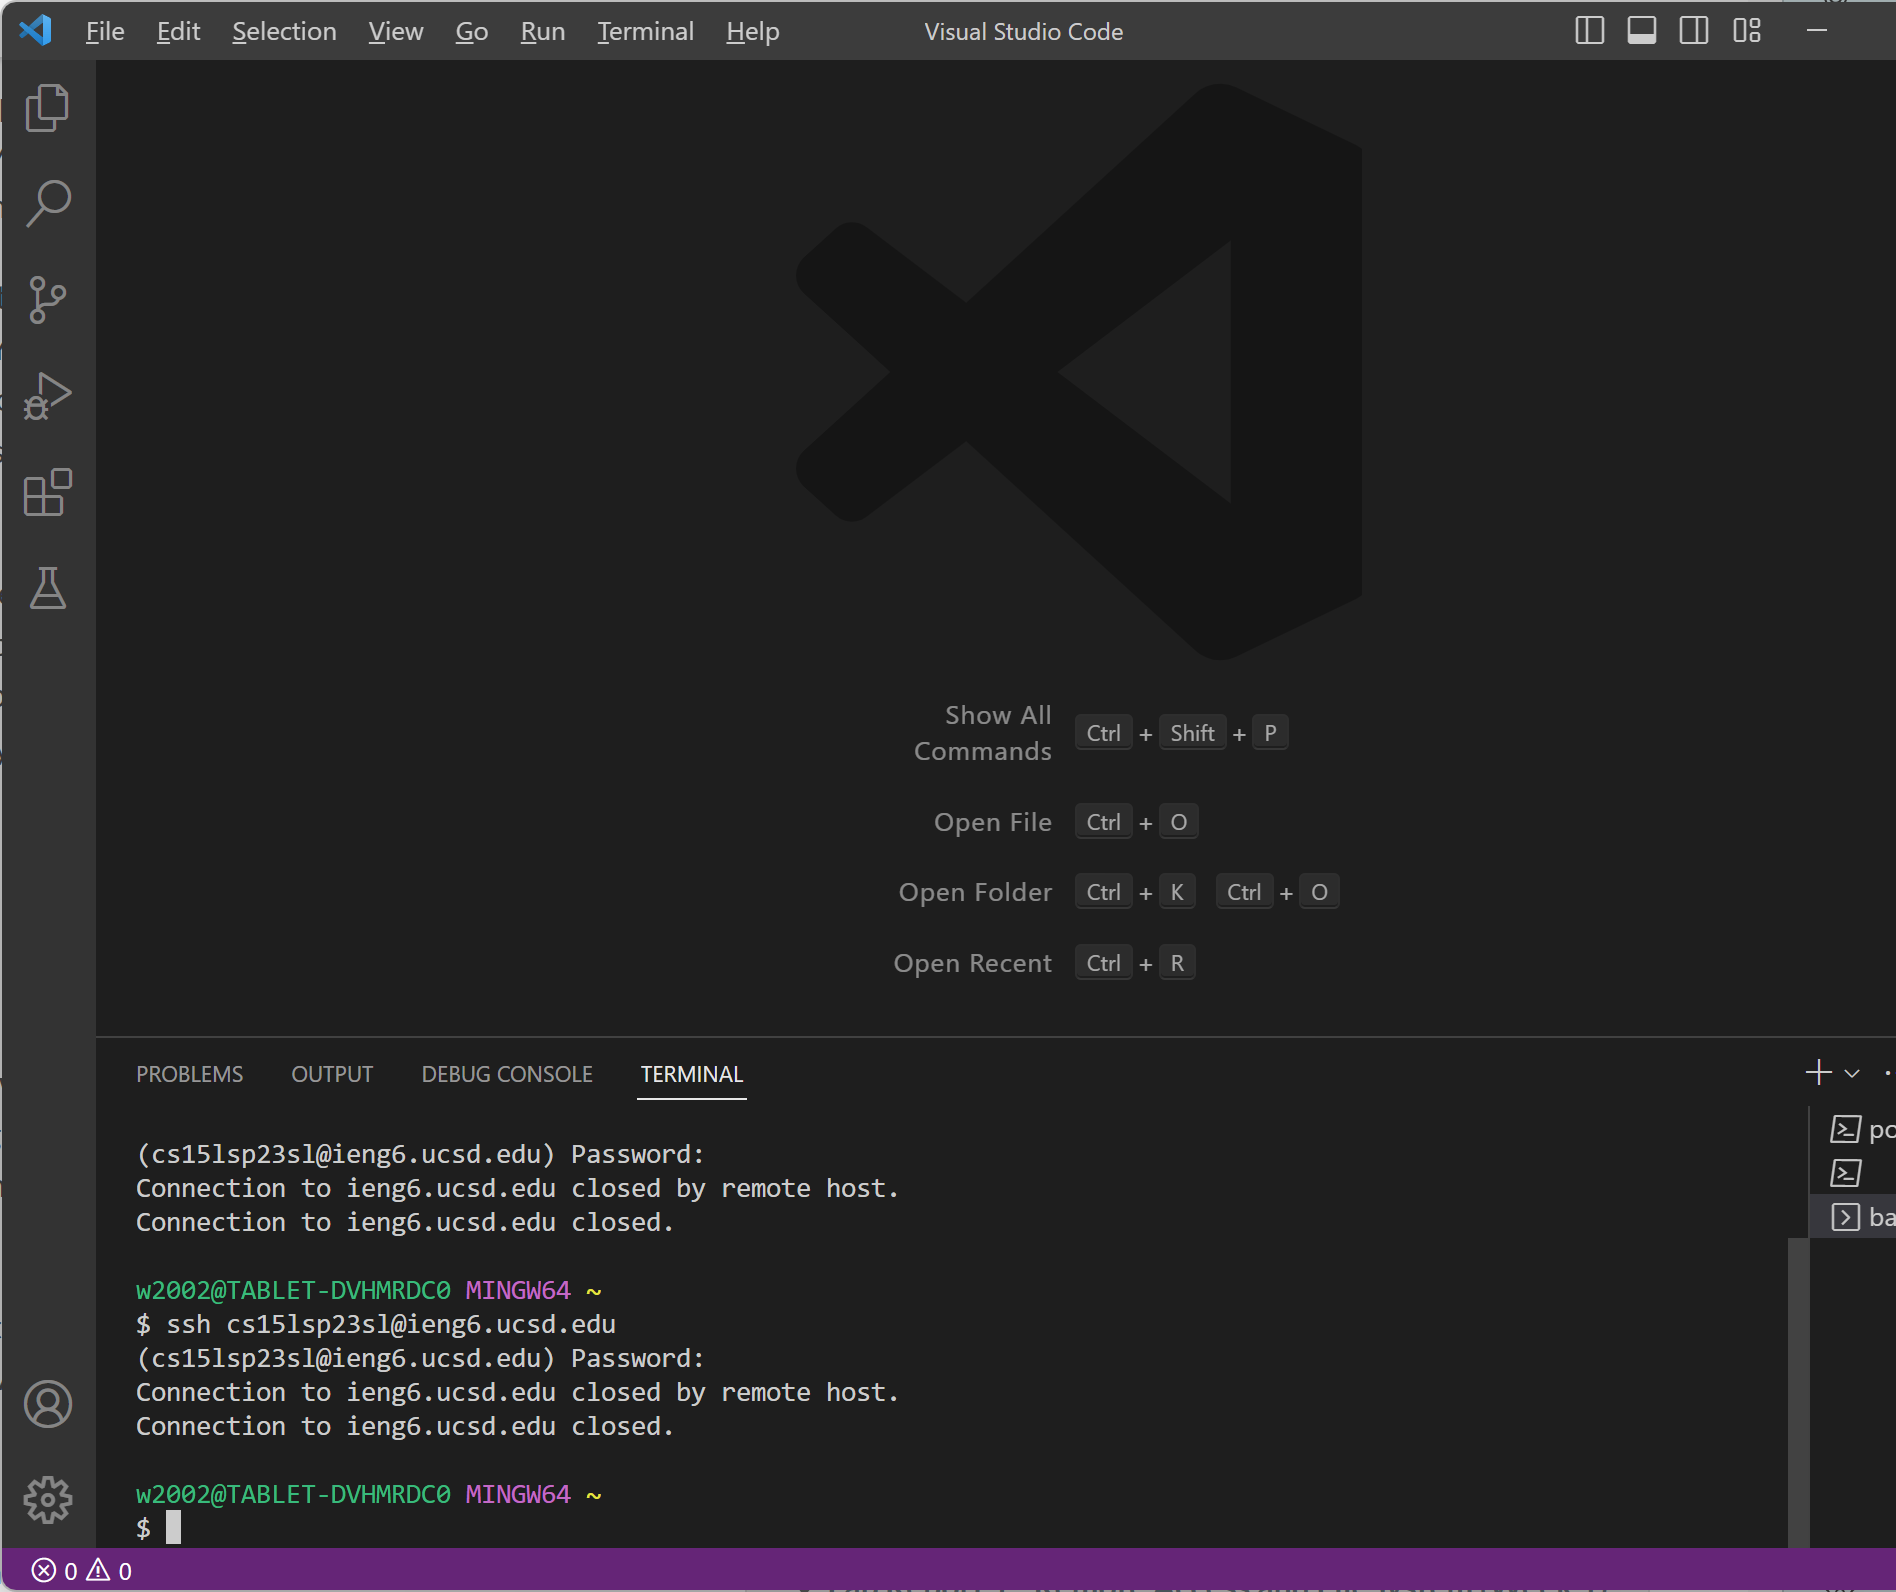 File Edit Selection View Go Run Terminal Help Visual Studio Code
Show All Commands Ctrl + Shift + P
Open File Ctrl + O
Open Folder Ctrl + K Ctrl + O
Open Recent Ctrl + R
PROBLEMS OUTPUT DEBUG CONSOLE TERMINAL
(cs15lsp23sl@ieng6.ucsd.edu) Password:
Connection to ieng6.ucsd.edu closed by remote host.
Connection to ieng6.ucsd.edu closed.
w2002@TABLET-DVHMRDC0 MINGW64 ~
$ ssh cs15lsp23sl@ieng6.ucsd.edu
(cs15lsp23sl@ieng6.ucsd.edu) Password:
Connection to ieng6.ucsd.edu closed by remote host.
Connection to ieng6.ucsd.edu closed.
w2002@TABLET-DVHMRDC0 MINGW64 ~
$
po
ba
0 0